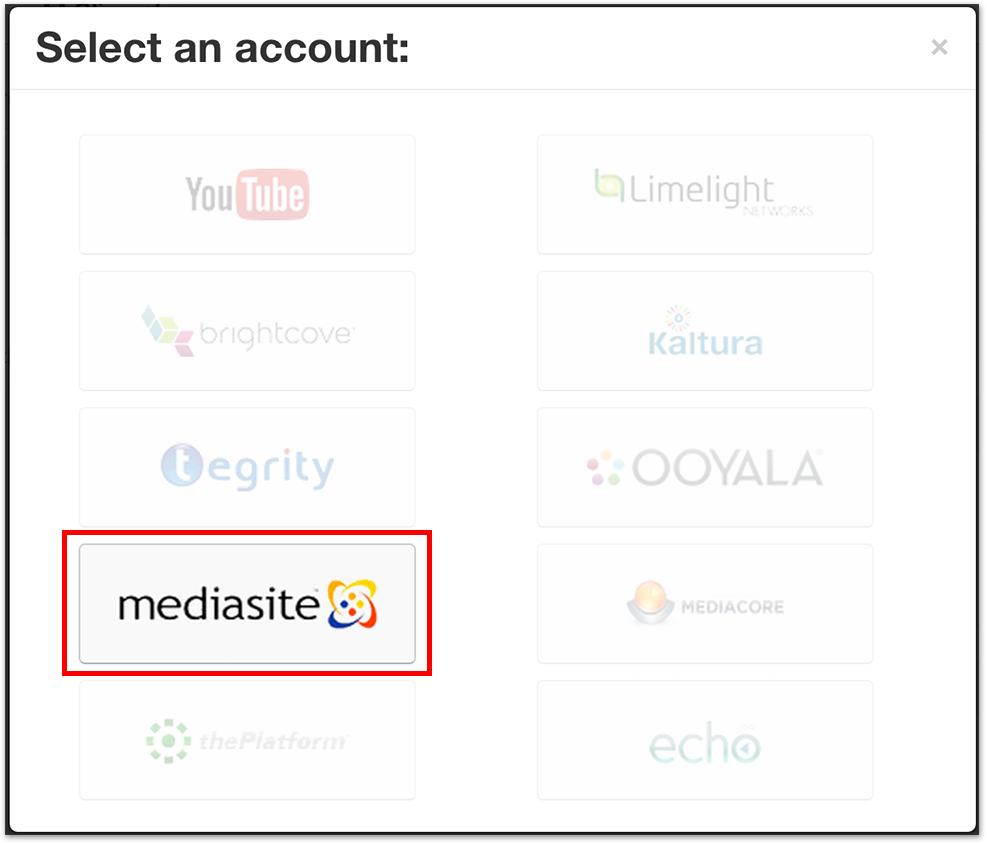 Select an account:
×
YouTube
Limelight
NETWORKS
brightcove
Kaltura
tegrity
OOYALA
mediasite
MEDIACORE
thePlatform
echo